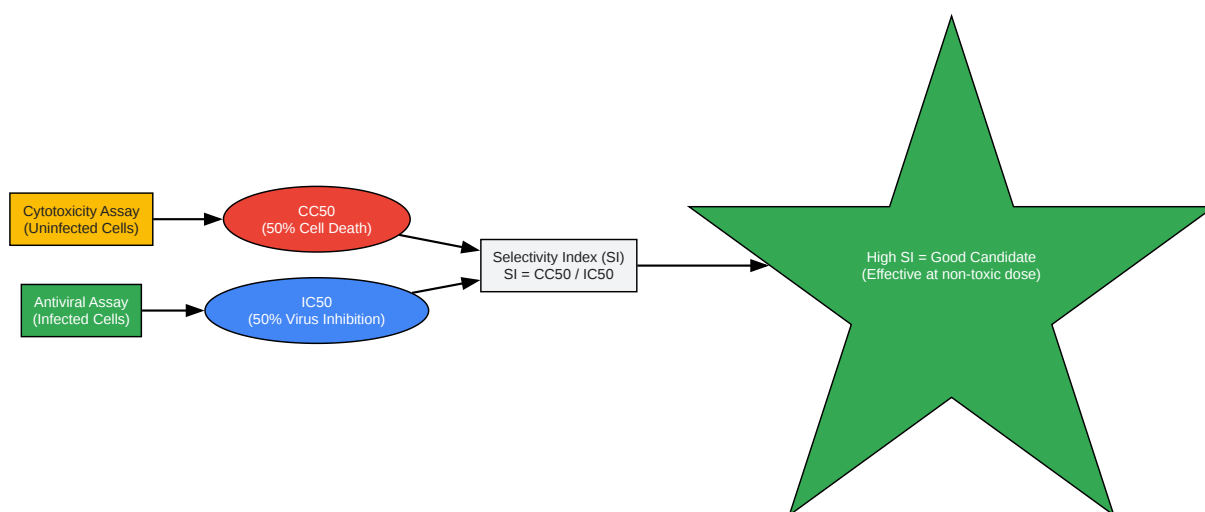 Cytotoxicity Assay
(Uninfected Cells)
CC50
(50% Cell Death)
Antiviral Assay
(Infected Cells)
IC50
(50% Virus Inhibition)
Selectivity Index (SI)
SI = CC50 / IC50
High SI = Good Candidate
(Effective at non-toxic dose)